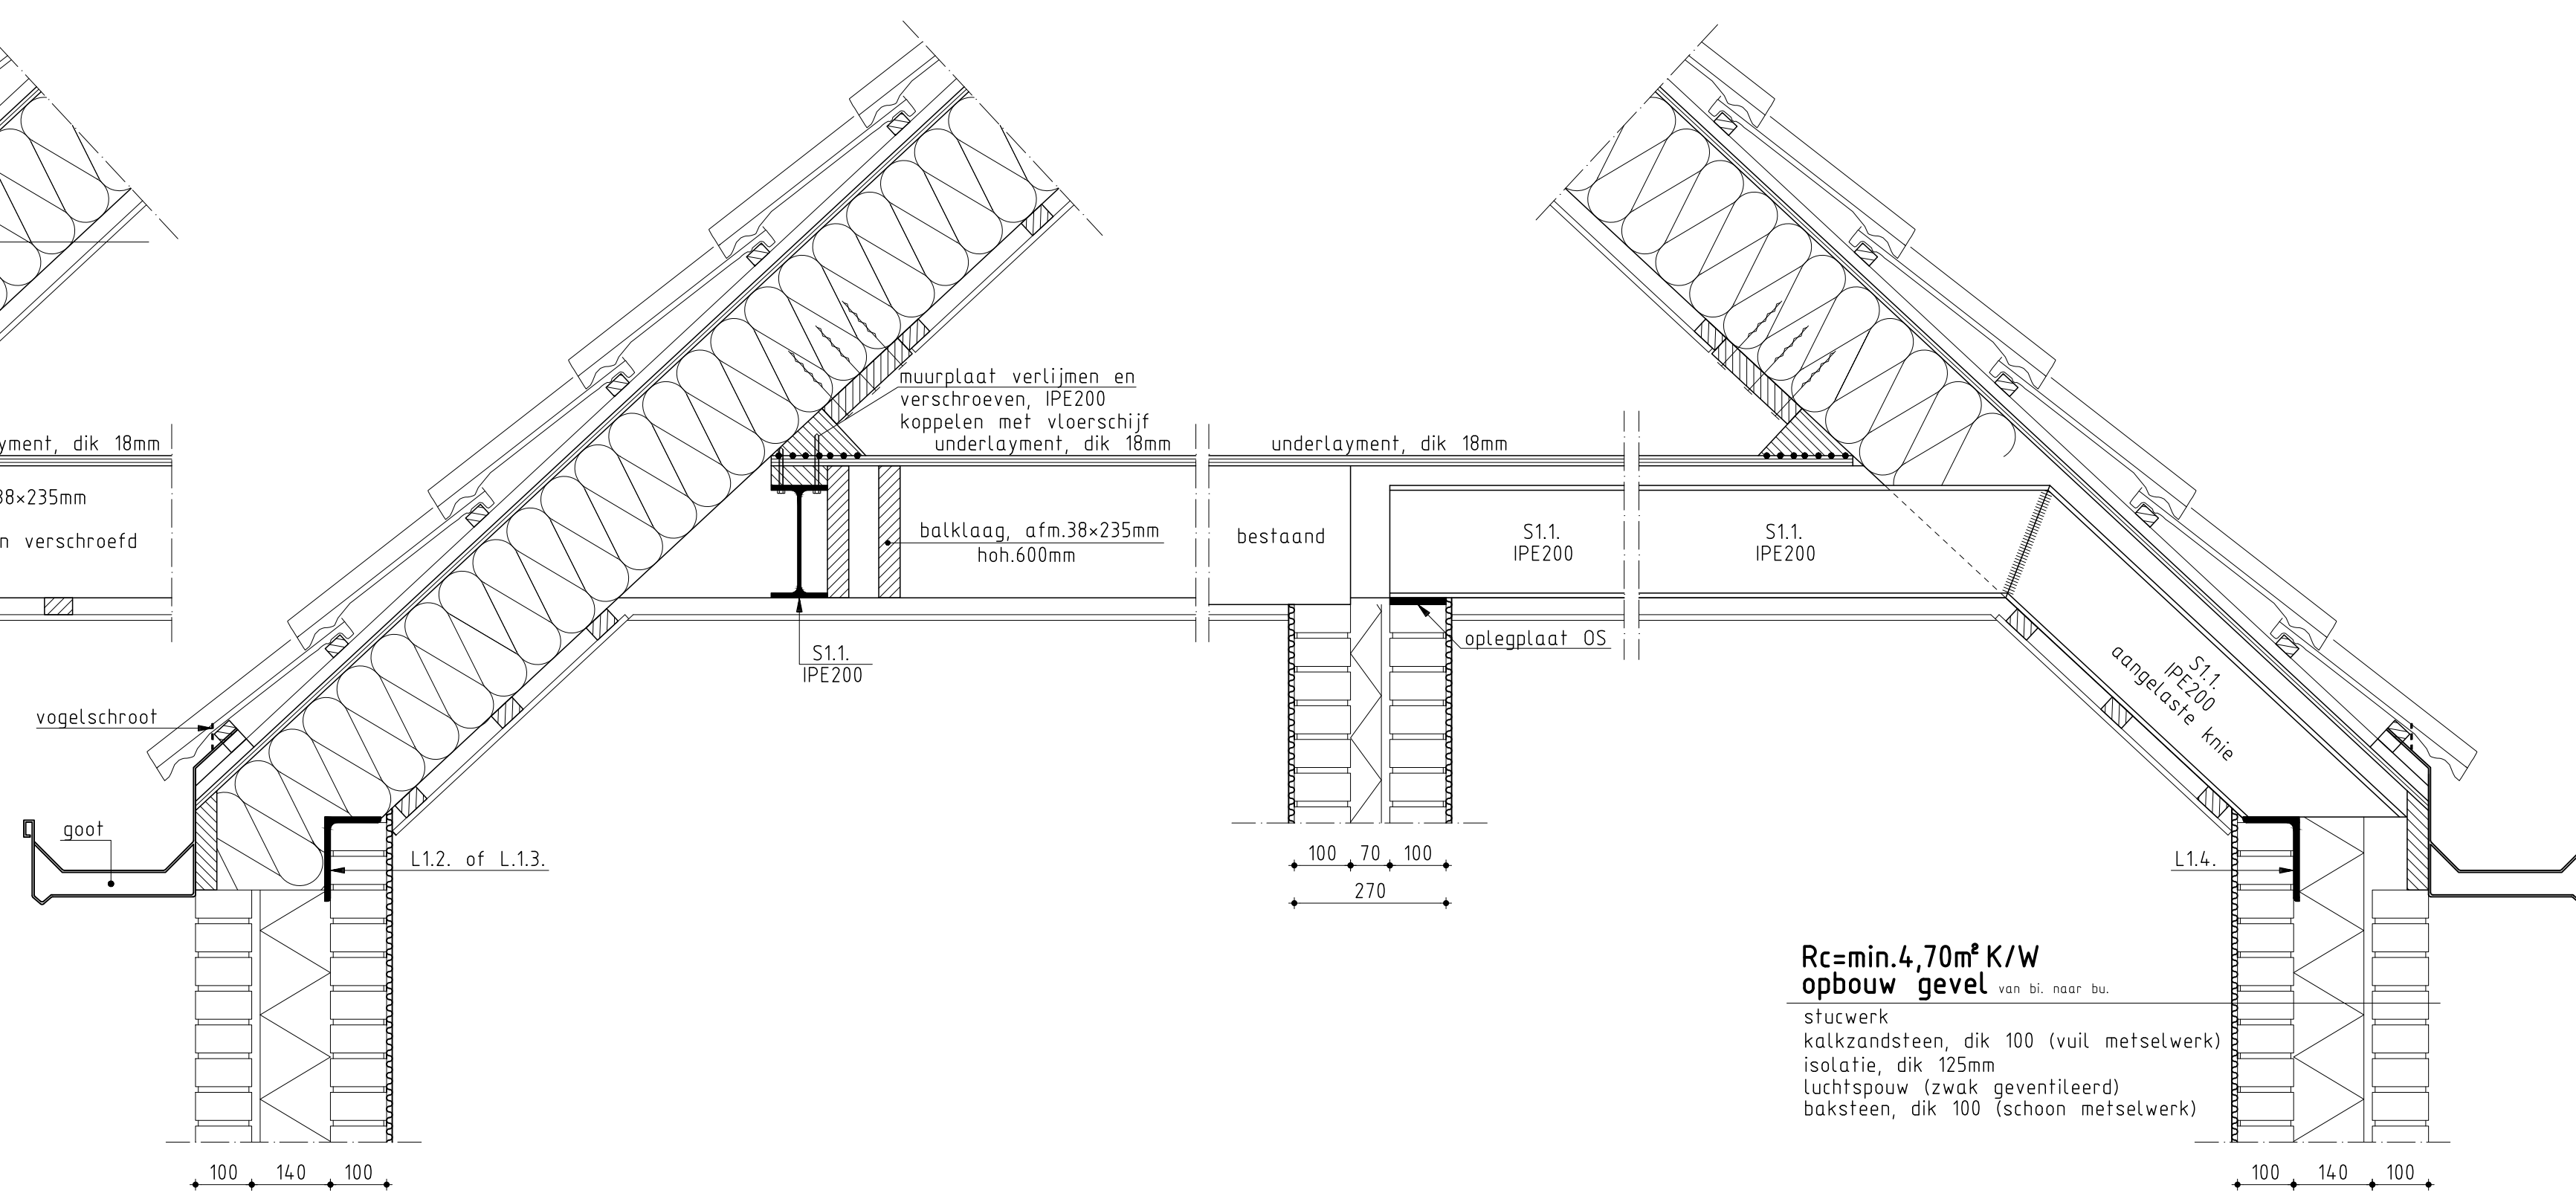 yment, dik 18mm
38×235mm
n verschroefd
vogelschroot
goot
L1.2. of L.1.3.
100 140 100
muurplaat verlijmen en
verschroeven, IPE200
koppelen met vloerschijf
underlayment, dik 18mm
balklaag, afm.38×235mm
hoh.600mm
S1.1.
IPE200
underlayment, dik 18mm
bestaand
S1.1.
IPE200
S1.1.
IPE200
oplegplaat OS
100 70 100
270
S1.1.
IPE200
aangelaste knie
L1.4.
Rc=min.4,70m² K/W
opbouw gevel van bi. naar bu.
stucwerk
kalkzandsteen, dik 100 (vuil metselwerk)
isolatie, dik 125mm
luchtspouw (zwak geventileerd)
baksteen, dik 100 (schoon metselwerk)
100 140 100